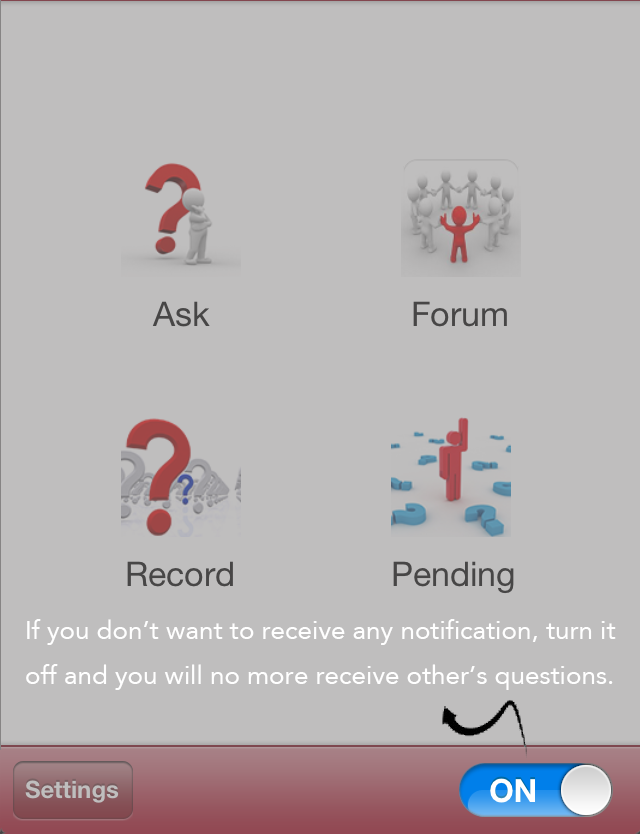 Ask
Forum
Record
Pending
If you don’t want to receive any notification, turn it
off and you will no more receive other’s questions.
Settings
ON